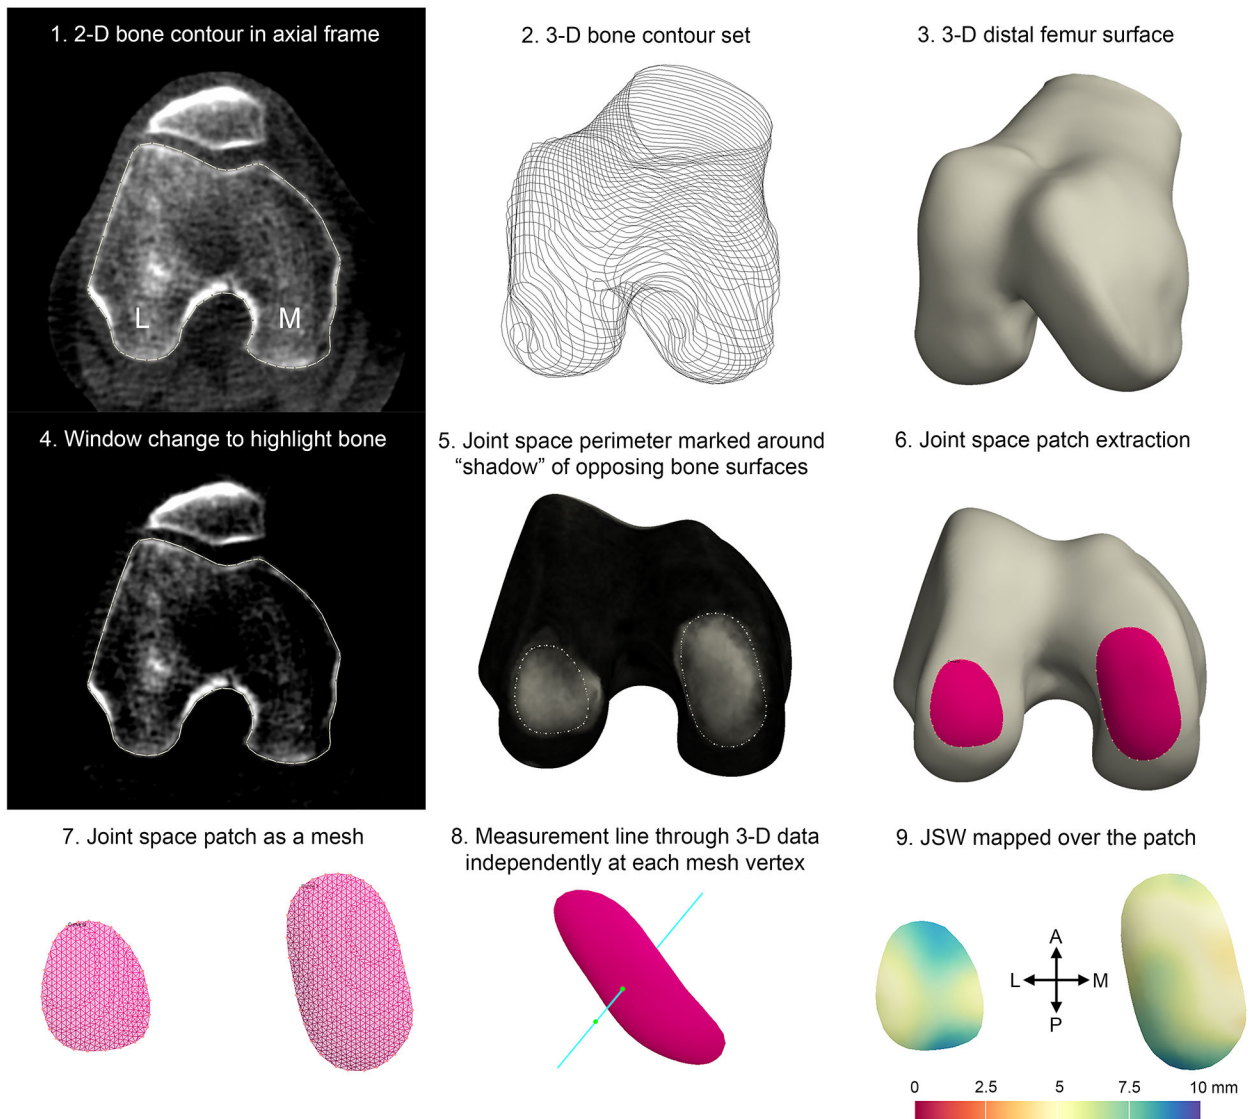 1. 2-D bone contour in axial frame
2. 3-D bone contour set
3. 3-D distal femur surface
L
M
4. Window change to highlight bone
5. Joint space perimeter marked around
“shadow” of opposing bone surfaces
6. Joint space patch extraction
7. Joint space patch as a mesh
8. Measurement line through 3-D data
independently at each mesh vertex
9. JSW mapped over the patch
A
L
M
P
0
2.5
5
7.5
10 mm